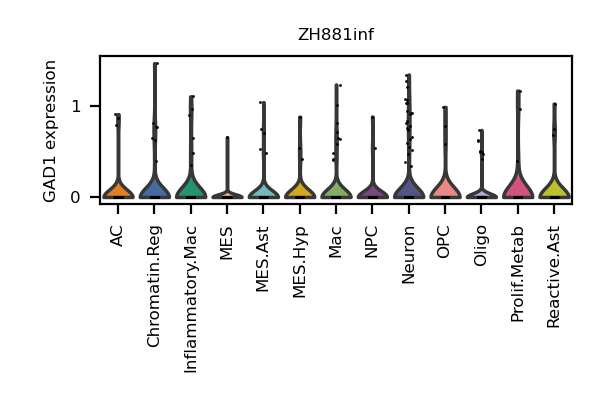 ZH881inf
GAD1 expression
1
0
AC
Chromatin.Reg
Inflammatory.Mac
MES
MES.Ast
MES.Hyp
Mac
NPC
Neuron
OPC
Oligo
Prolif.Metab
Reactive.Ast